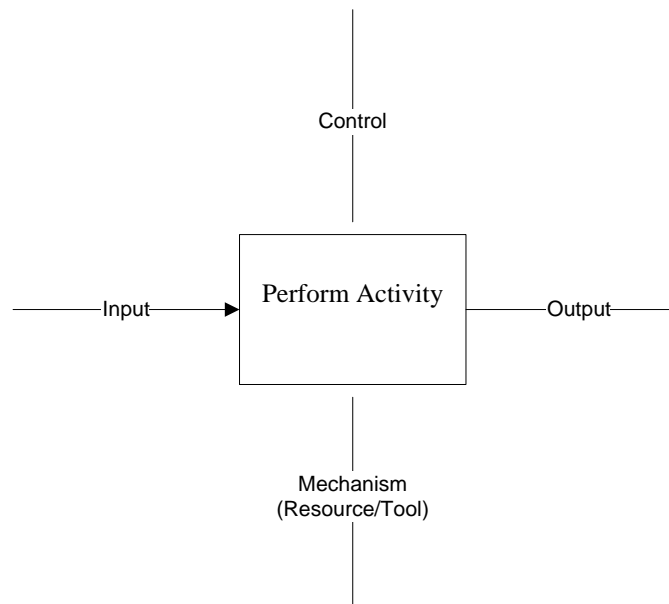 Control
Perform Activity
Input
Output
Mechanism
(Resource/Tool)